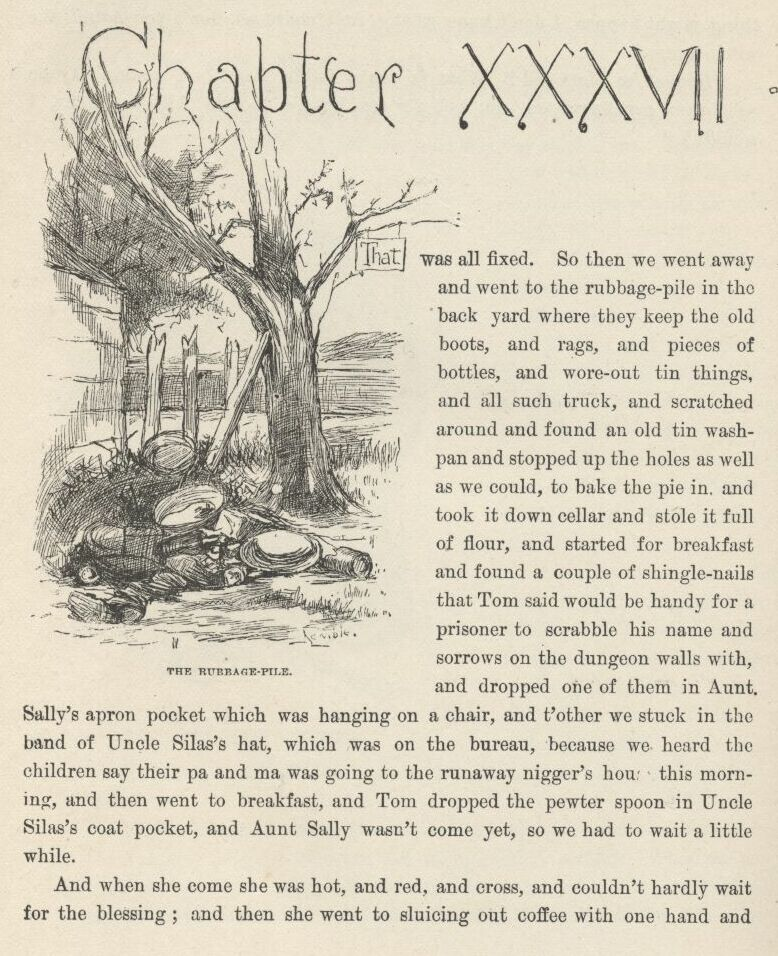 Chapter XXXVII
That was all fixed. So then we went away
and went to the rubbage-pile in the
back yard where they keep the old
boots, and rags, and pieces of
bottles, and wore-out tin things,
and all such truck, and scratched
around and found an old tin wash-
pan and stopped up the holes as well
as we could, to bake the pie in. and
took it down cellar and stole it full
of flour, and started for breakfast
and found a couple of shingle-nails
that Tom said would be handy for a
prisoner to scrabble his name and
sorrows on the dungeon walls with,
and dropped one of them in Aunt.
Kemble.
THE RUBBAGE-PILE.
Sally's apron pocket which was hanging on a chair, and t'other we stuck in the
band of Uncle Silas's hat, which was on the bureau, because we heard the
children say their pa and ma was going to the runaway nigger's this morn-
ing, and then went to breakfast, and Tom dropped the pewter spoon in Uncle
Silas's coat pocket, and Aunt Sally wasn't come yet, so we had to wait a little
while.
And when she come she was hot, and red, and cross, and couldn't hardly wait
for the blessing; and then she went to sluicing out coffee with one hand and